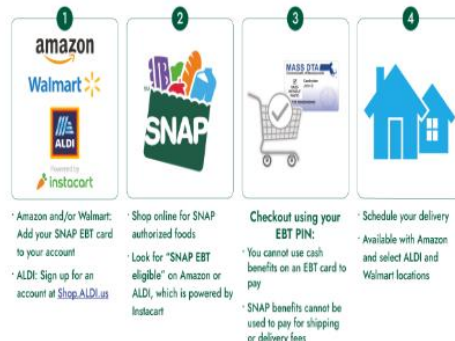 1
amazon
Walmart
ALDI
Powered by
instacart
· Amazon and/or Walmart:
Add your SNAP EBT card
to your account
· ALDI: Sign up for an
account at Shop.ALDI.us
2
EBT
SNAP
· Shop online for SNAP
authorized foods
· Look for "SNAP EBT
eligible" on Amazon or
ALDI, which is powered by
Instacart
3
MASS DTA
Checkout using your
EBT PIN:
· You cannot use cash
benefits on an EBT card to
pay
· SNAP benefits cannot be
used to pay for shipping
or delivery fees
4
· Schedule your delivery
· Available with Amazon
and select ALDI and
Walmart locations